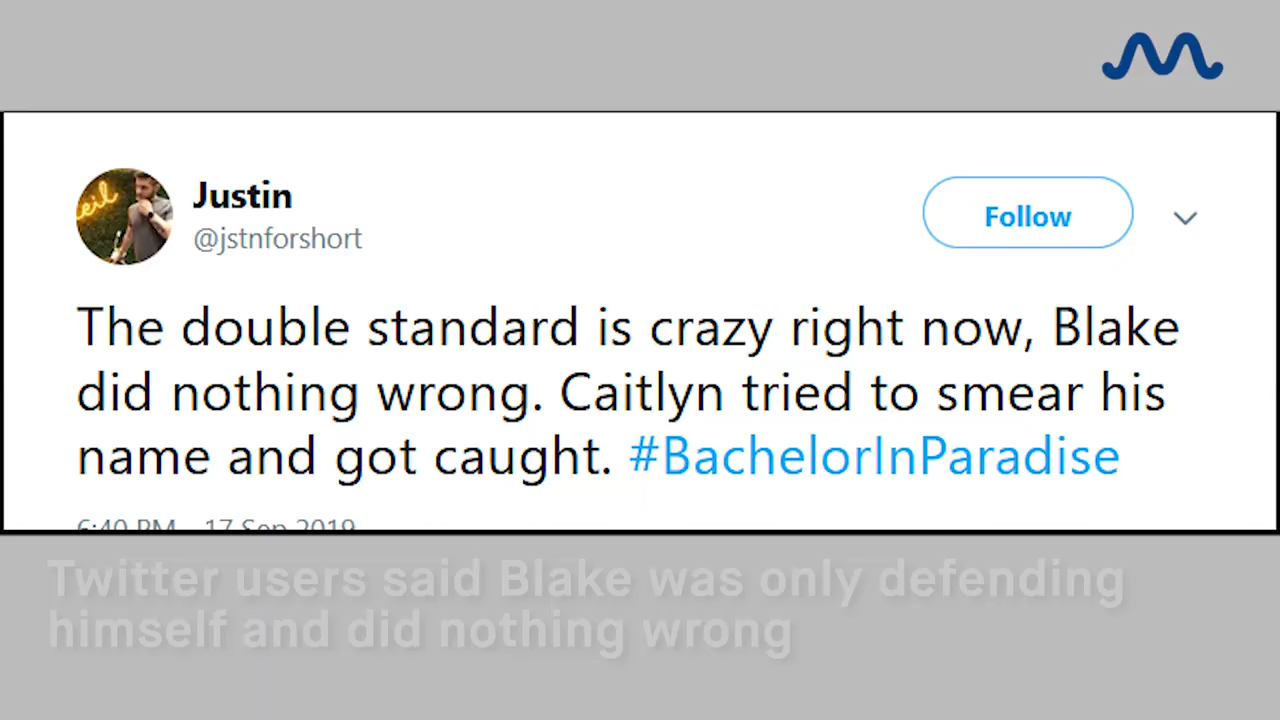 eil
Justin
@jstnforshort
Follow
The double standard is crazy right now, Blake
did nothing wrong. Caitlyn tried to smear his
name and got caught. #BachelorInParadise
6:40 PM - 17 Sep 2019
Twitter users said Blake was only defending
himself and did nothing wrong